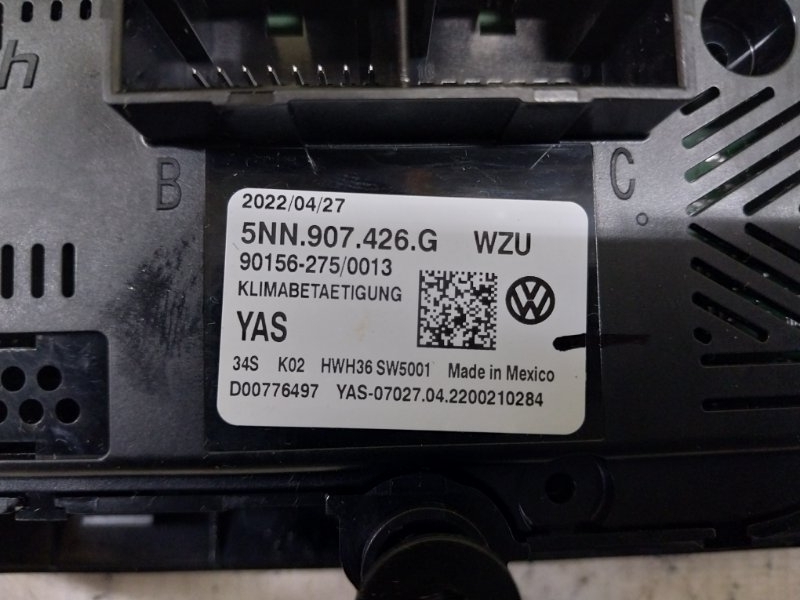 B
C
2022/04/27
5NN.907.426.G WZU
90156-275/0013
KLIMABETAETIGUNG
YAS
34S K02 HWH36 SW5001 Made in Mexico
D00776497 YAS-07027.04.2200210284